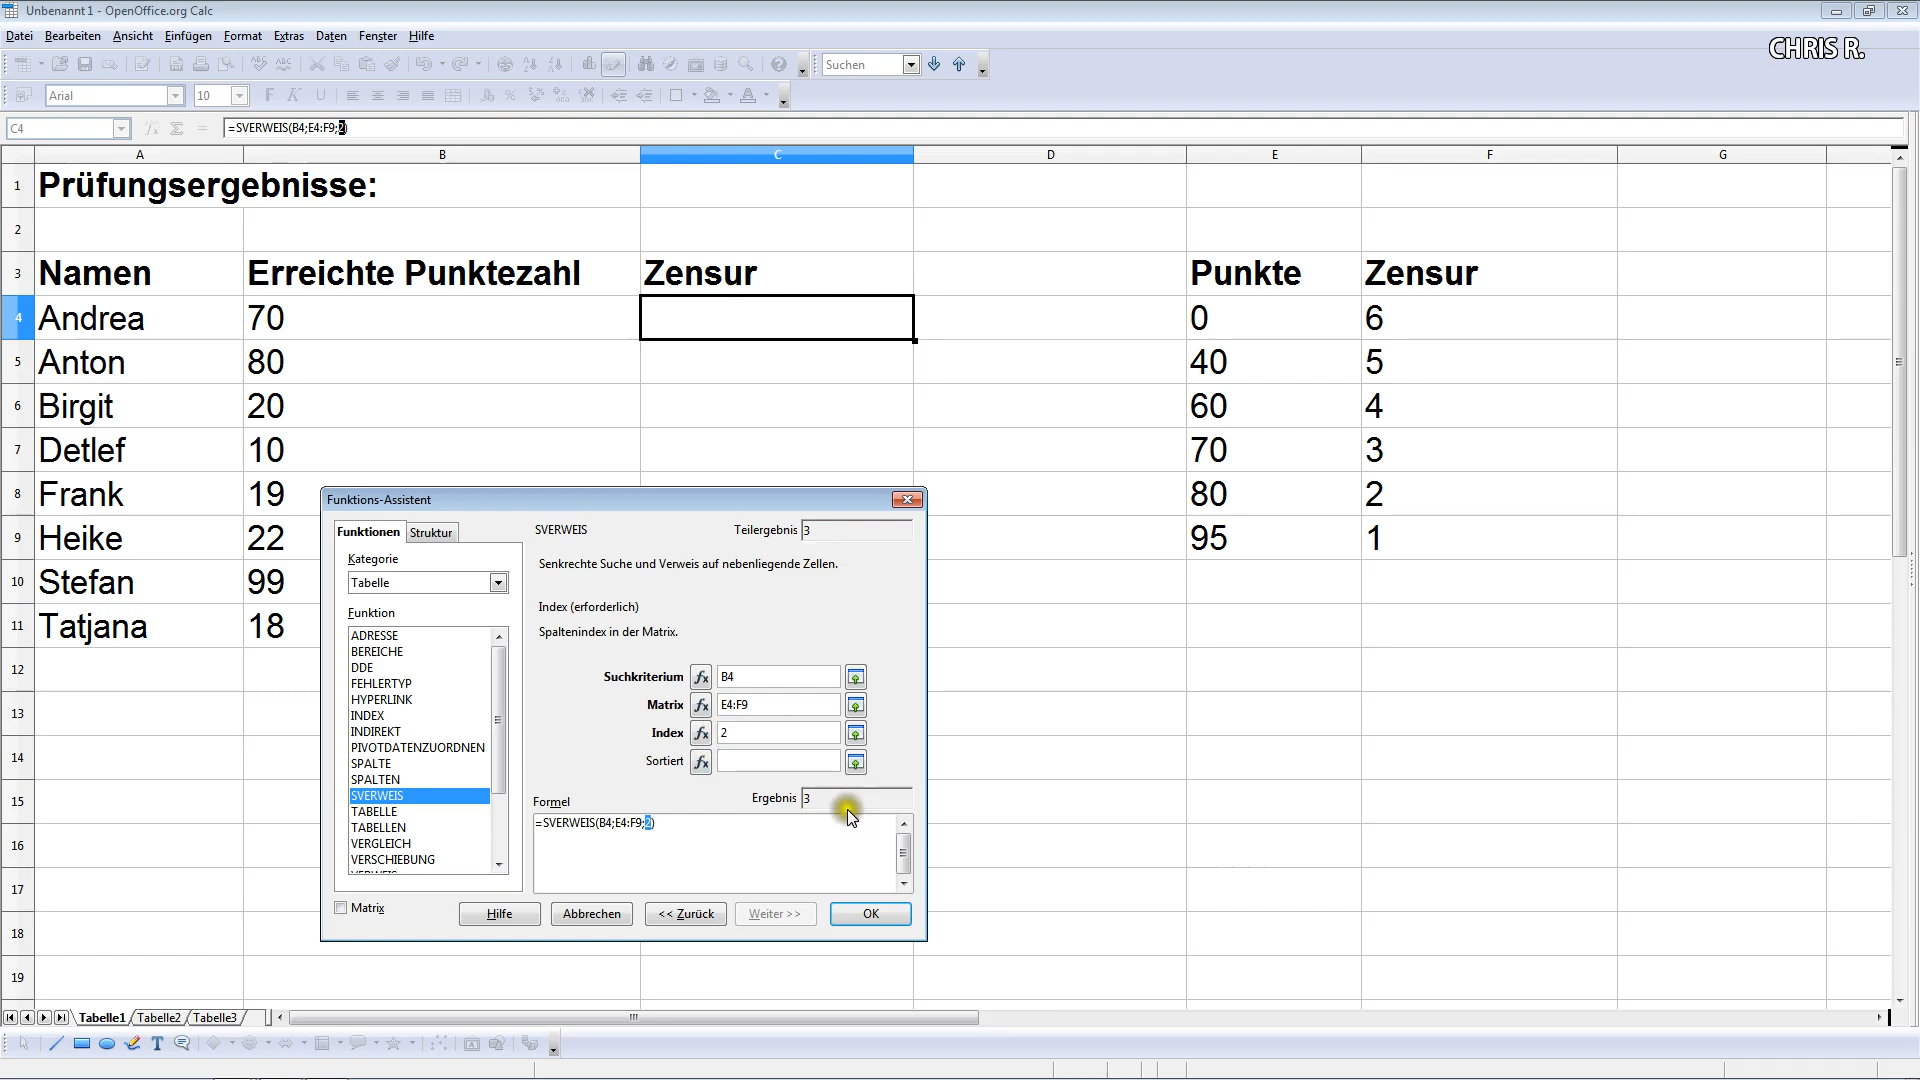 Unbenannt 1 - OpenOffice.org Calc
Datei Bearbeiten Ansicht Einfügen Format Extras Daten Fenster Hilfe
CHRIS R.
Suchen
Arial 10
C4 =SVERWEIS(B4;E4:F9;2)
A B C D E F G
1 Prüfungsergebnisse:
2
3 Namen Erreichte Punktezahl Zensur Punkte Zensur
4 Andrea 70 0 6
5 Anton 80 40 5
6 Birgit 20 60 4
7 Detlef 10 70 3
8 Frank 19 80 2
9 Heike 22 95 1
10 Stefan 99
11 Tatjana 18
12
13
14
15
16
17
18
19
Funktions-Assistent
Funktionen Struktur
SVERWEIS Teilergebnis 3
Kategorie
Tabelle
Senkrechte Suche und Verweis auf nebenliegende Zellen.
Funktion
Index (erforderlich)
Spaltenindex in der Matrix.
ADRESSE
BEREICHE
DDE
FEHLERTYP
HYPERLINK
INDEX
INDIREKT
PIVOTDATENZUORDNEN
SPALTE
SPALTEN
SVERWEIS
TABELLE
TABELLEN
VERGLEICH
VERSCHIEBUNG
Suchkriterium B4
Matrix E4:F9
Index 2
Sortiert
Formel Ergebnis 3
=SVERWEIS(B4;E4:F9;2)
Matrix
Hilfe Abbrechen << Zurück Weiter >> OK
Tabelle1 Tabelle2 Tabelle3